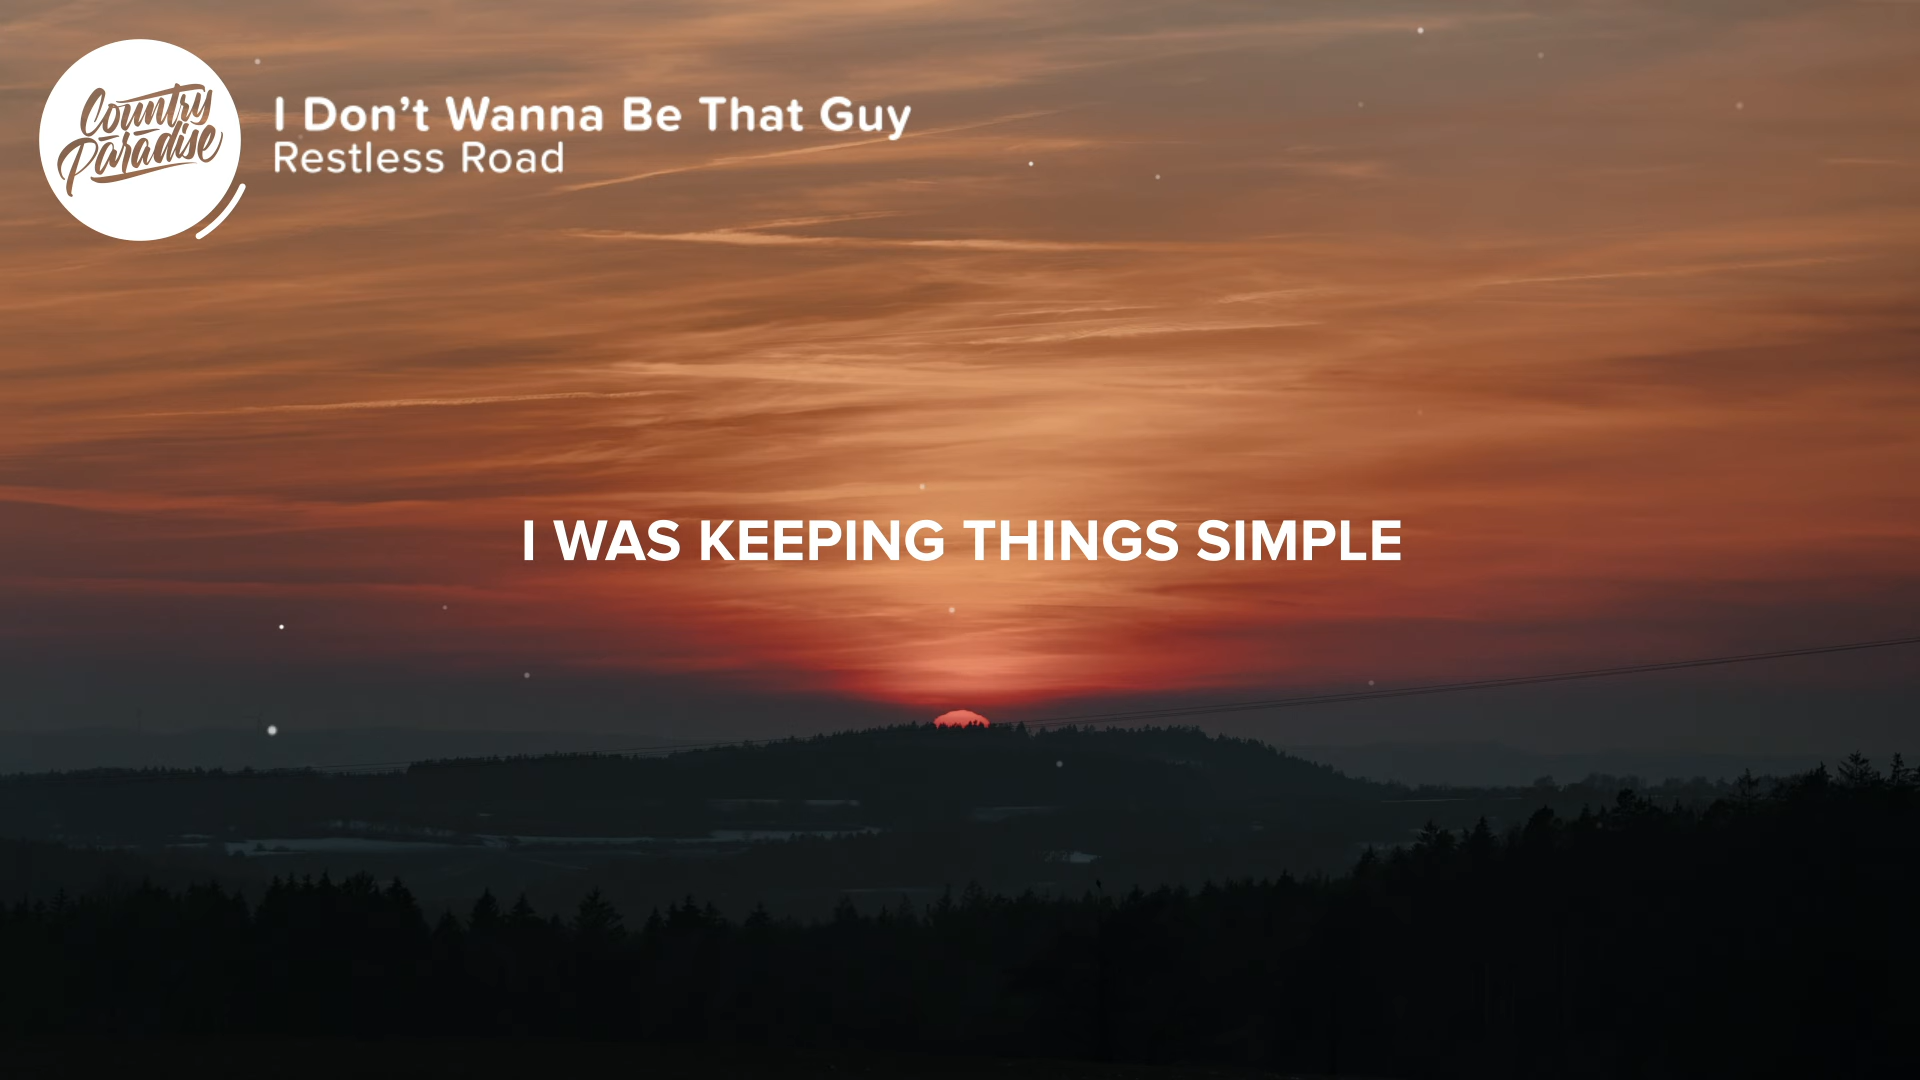 Country
Paradise
I Don’t Wanna Be That Guy
Restless Road
I WAS KEEPING THINGS SIMPLE